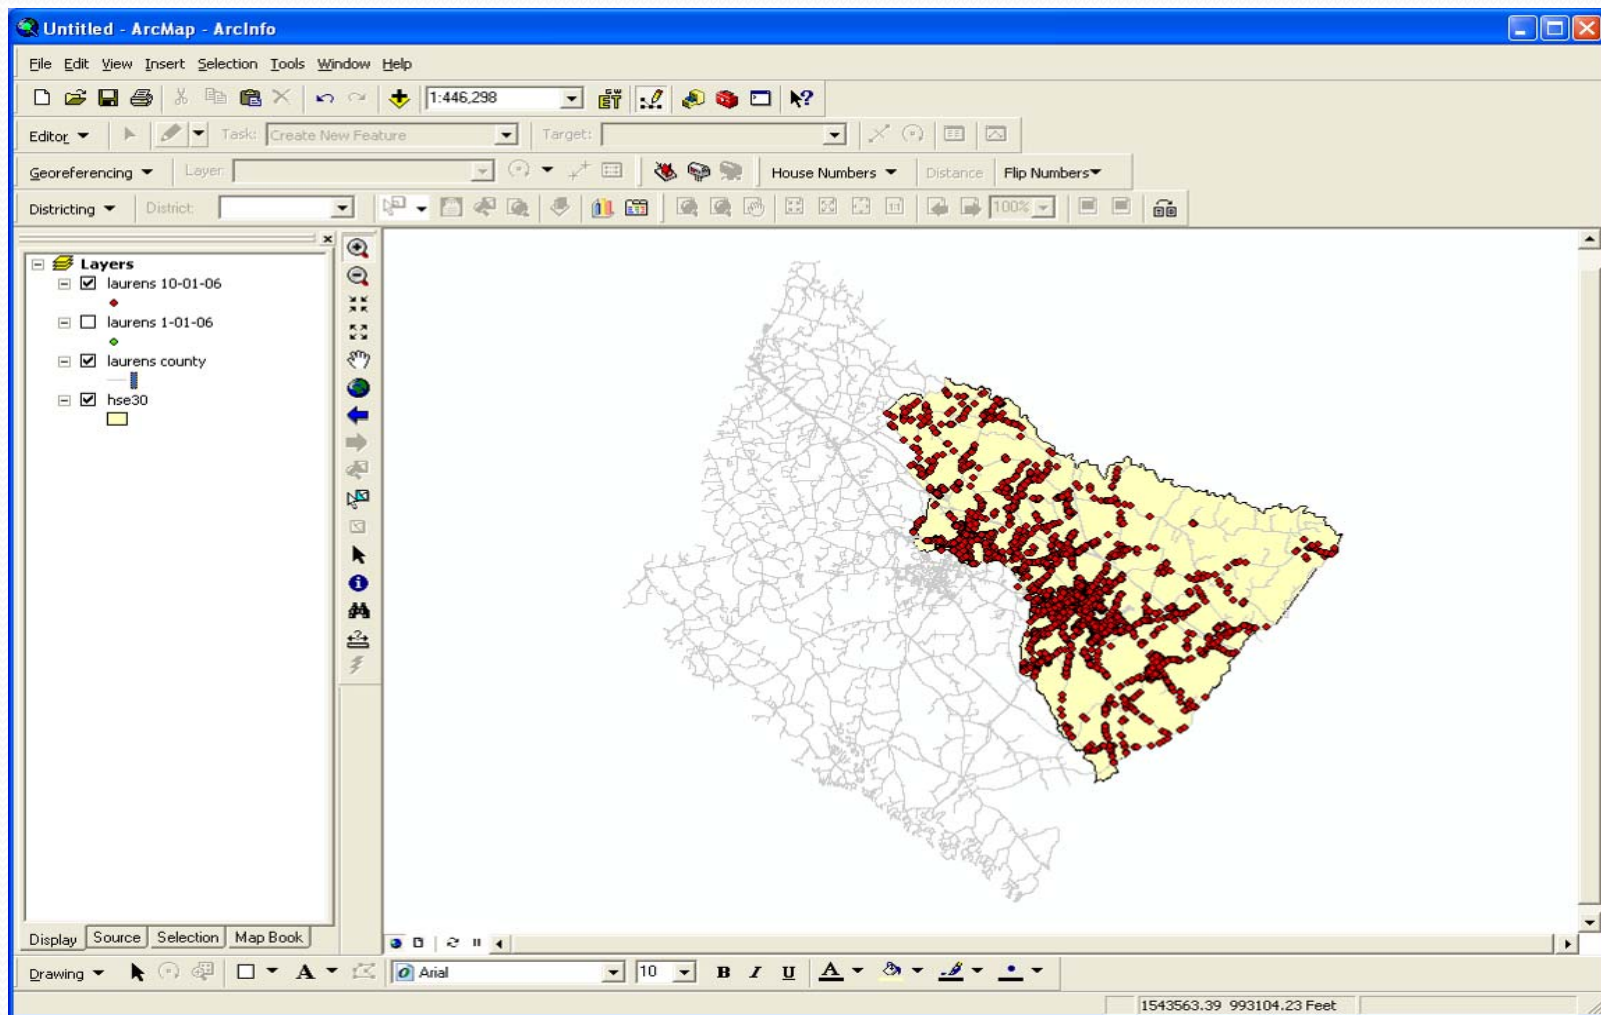 Untitled - ArcMap - ArcInfo
File Edit View Insert Selection Tools Window Help
1:446,298
Editor Task: Create New Feature Target:
Georeferencing Layer: House Numbers Distance Flip Numbers
Districting District: 100%
Layers
laurens 10-01-06
laurens 1-01-06
laurens county
hse30
Display Source Selection Map Book
Drawing A Arial 10 B I U A
1543563.39 993104.23 Feet